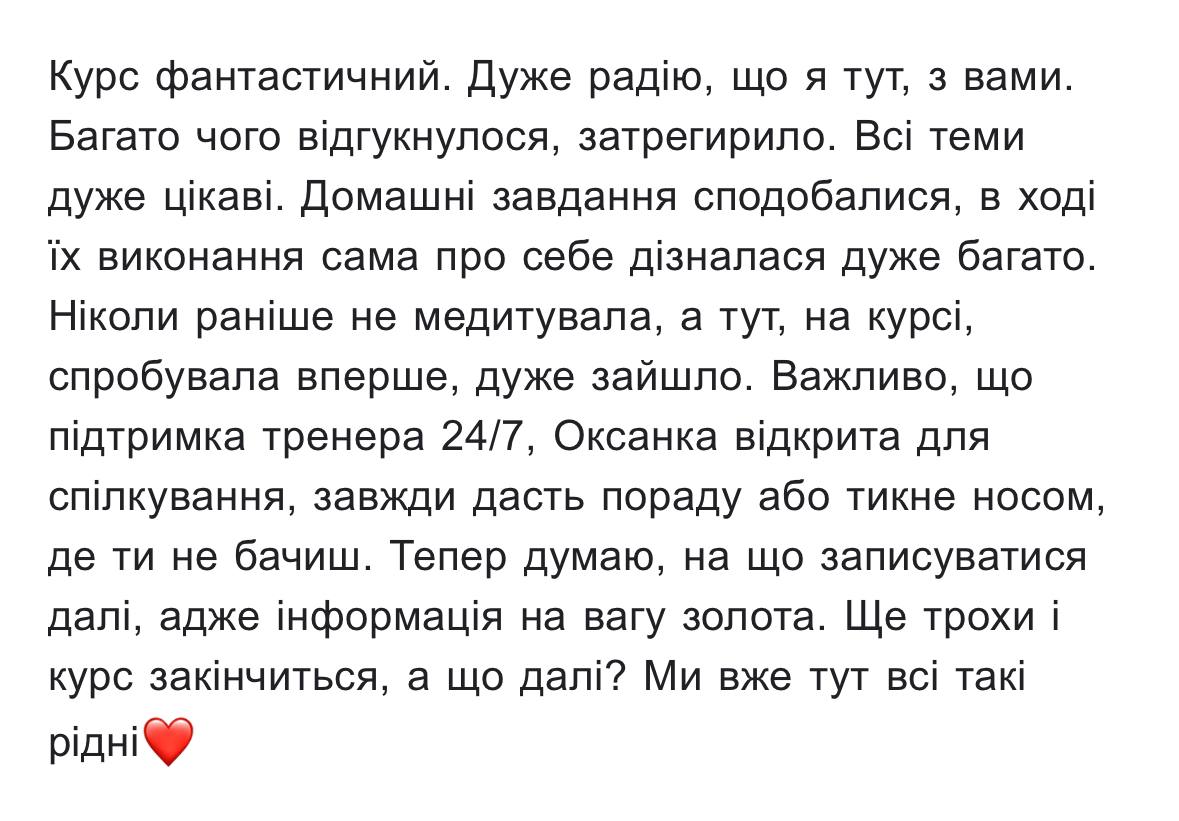 Курс фантастичний. Дуже радію, що я тут, з вами.
Багато чого відгукнулося, затрегирило. Всі теми
дуже цікаві. Домашні завдання сподобалися, в ході
їх виконання сама про себе дізналася дуже багато.
Ніколи раніше не медитувала, а тут, на курсі,
спробувала вперше, дуже зайшло. Важливо, що
підтримка тренера 24/7, Оксанка відкрита для
спілкування, завжди дасть пораду або тикне носом,
де ти не бачиш. Тепер думаю, на що записуватися
далі, адже інформація на вагу золота. Ще трохи і
курс закінчиться, а що далі? Ми вже тут всі такі
рідні❤️